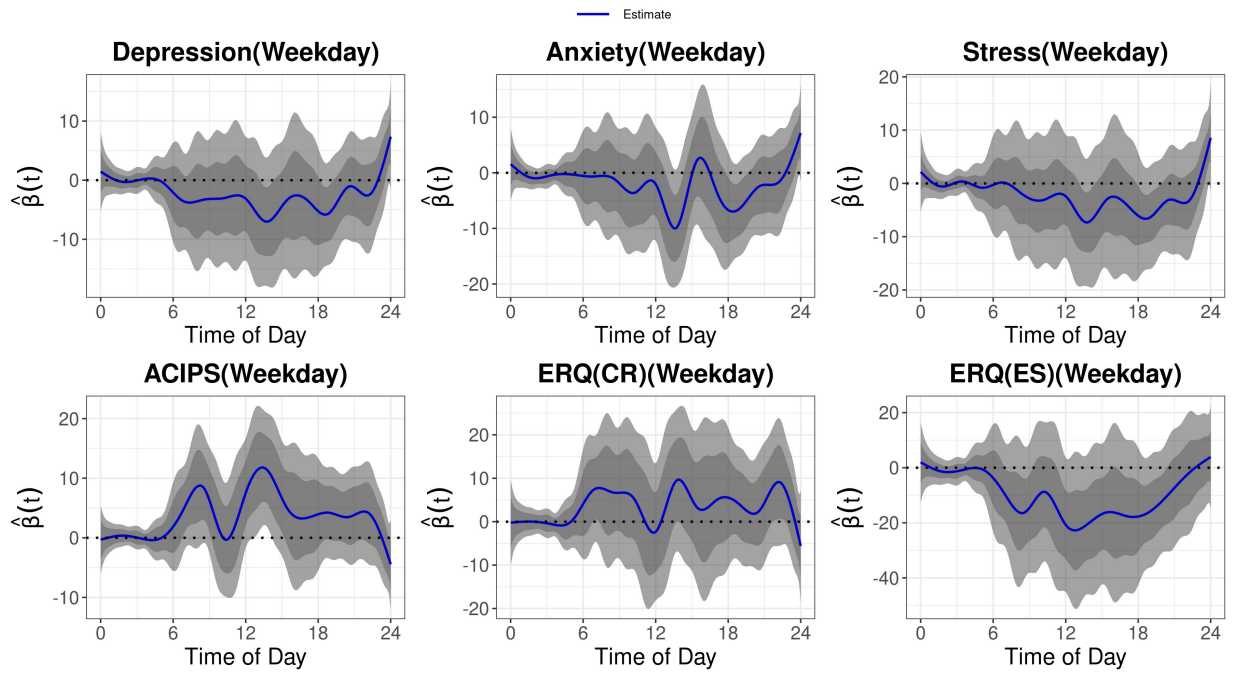 Estimate
Depression(Weekday)
10
0
-10
β̂(t)
0 6 12 18 24
Time of Day
Anxiety(Weekday)
10
0
-10
-20
β̂(t)
0 6 12 18 24
Time of Day
Stress(Weekday)
20
10
0
-10
-20
β̂(t)
0 6 12 18 24
Time of Day
ACIPS(Weekday)
20
10
0
-10
β̂(t)
0 6 12 18 24
Time of Day
ERQ(CR)(Weekday)
20
10
0
-10
-20
β̂(t)
0 6 12 18 24
Time of Day
ERQ(ES)(Weekday)
20
0
-20
-40
β̂(t)
0 6 12 18 24
Time of Day